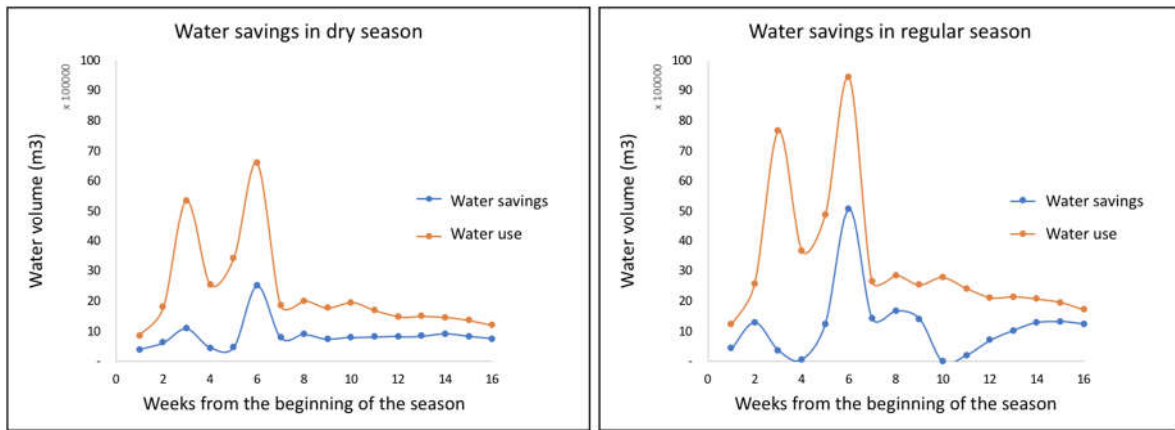 Water savings in dry season
x 100000
100
90
80
70
60
50
40
30
20
10
-
Water volume (m3)
Water savings
Water use
0 2 4 6 8 10 12 14 16
Weeks from the beginning of the season
Water savings in regular season
x 100000
100
90
80
70
60
50
40
30
20
10
-
Water volume (m3)
Water savings
Water use
0 2 4 6 8 10 12 14 16
Weeks from the beginning of the season